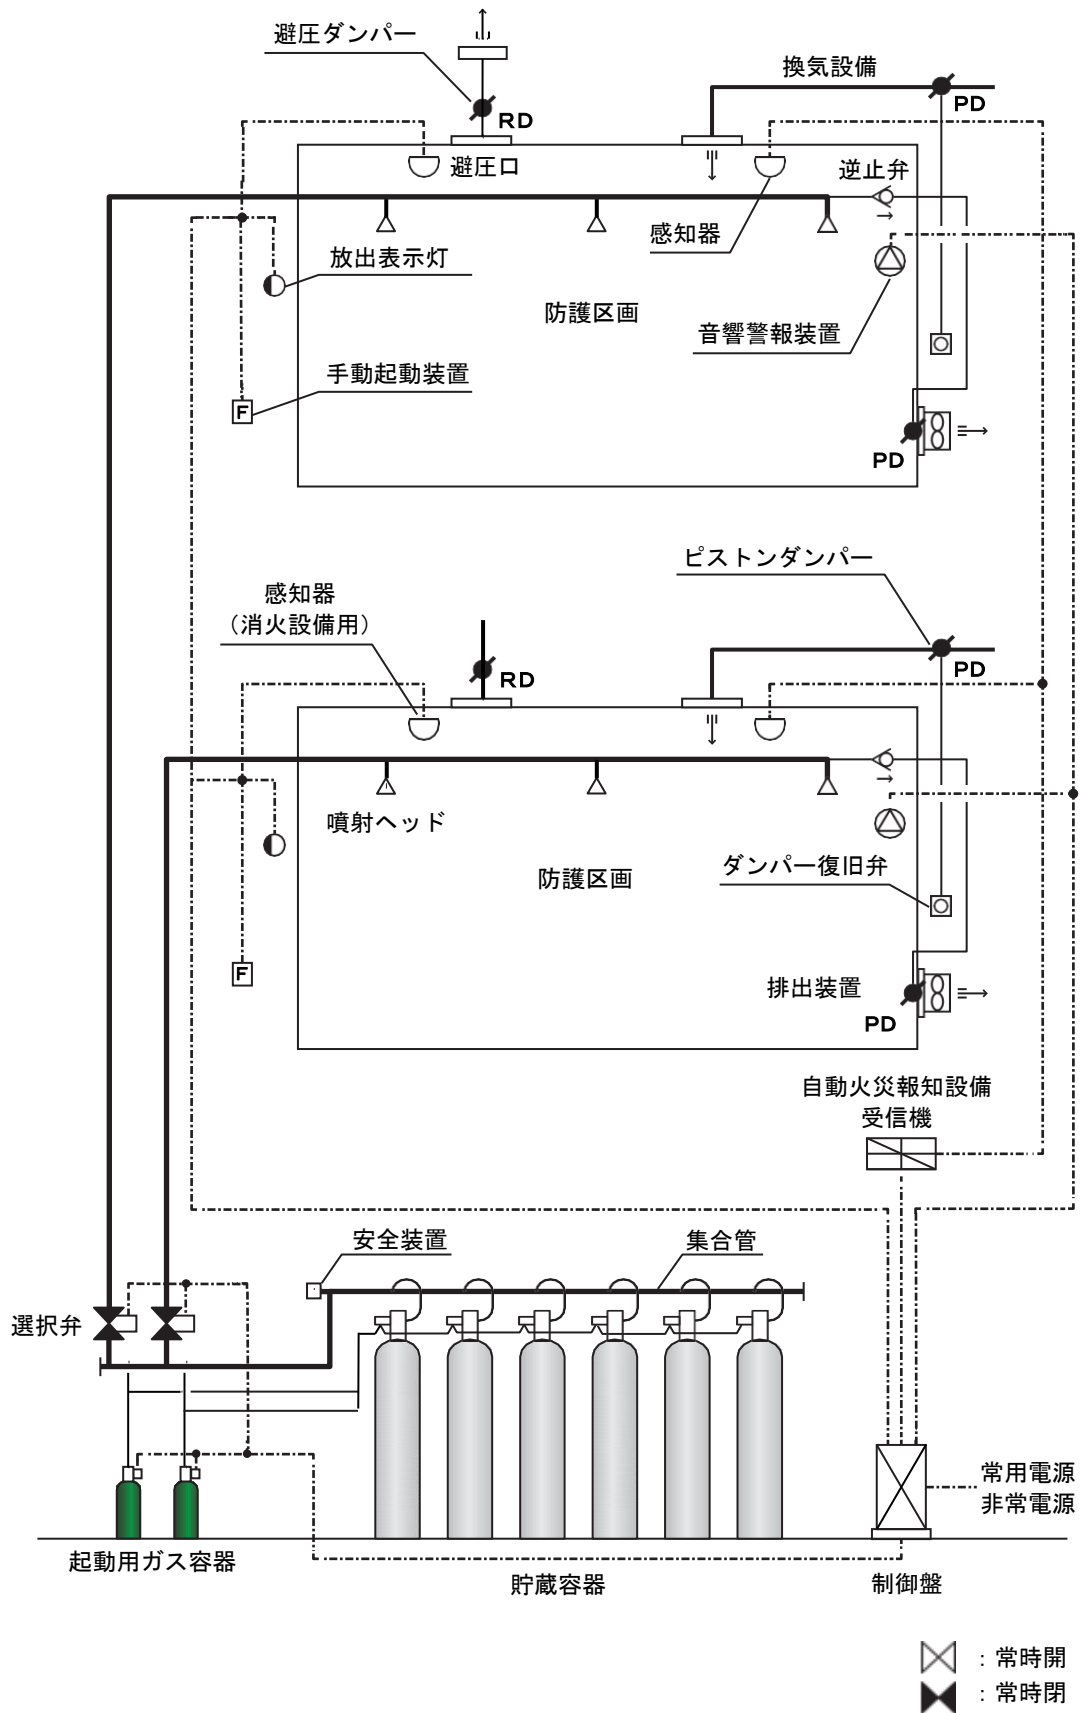 避圧ダンパー
換気設備
PD
RD
避圧口
逆止弁
感知器
放出表示灯
防護区画
音響警報装置
手動起動装置
F
PD
ピストンダンパー
感知器
（消火設備用）
RD
PD
噴射ヘッド
防護区画
ダンパー復旧弁
F
排出装置
PD
自動火災報知設備
受信機
安全装置
集合管
選択弁
常用電源
非常電源
起動用ガス容器
貯蔵容器
制御盤
：常時開
：常時閉